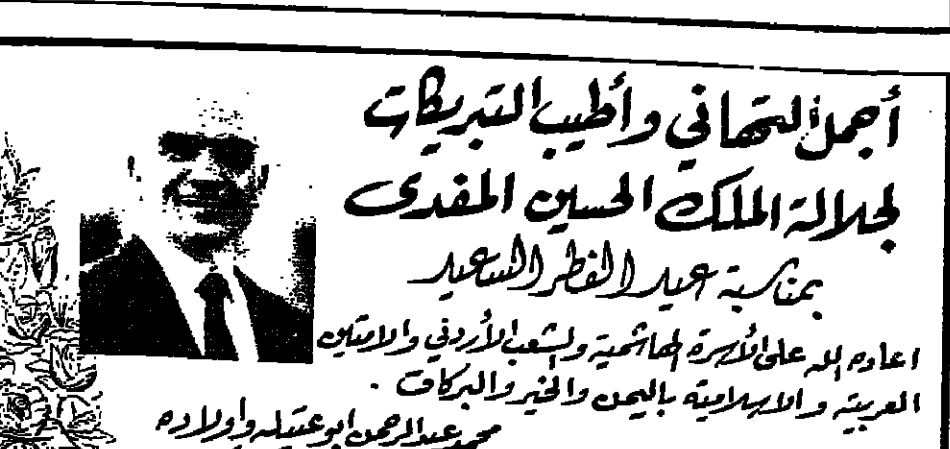 أجمل التهاني وأطيب التبريكات
لجلالة الملك الحسين المفدى
بمناسبة عيد الفطر السعيد
اعاده الله على الأسرة الهاشمية والشعب الأردني والامتين
العربية والاسلامية باليمن والخير والبركات .
محمد عبدالرحمن ابو عقيله واولاده